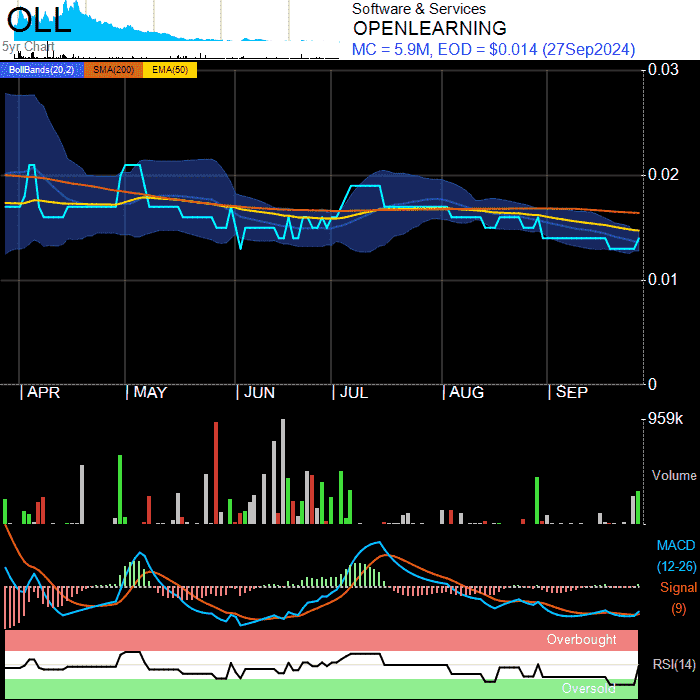 OLL
5yr Chart
Software & Services
OPENLEARNING
MC = 5.9M, EOD = $0.014 (27Sep2024)
BollBands(20,2) SMA(200) EMA(50)
0.03
0.02
0.01
0
APR MAY JUN JUL AUG SEP
959k
Volume
MACD
(12-26)
Signal
(9)
Overbought
RSI(14)
Oversold